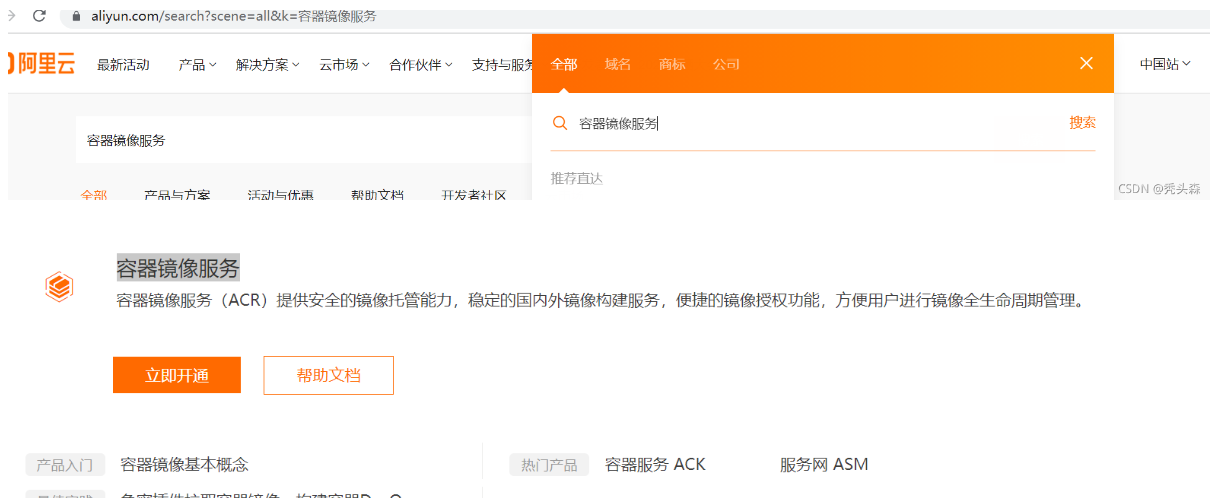 aliyun.com/search?scene=all&k=容器镜像服务
阿里云 最新活动 产品 解决方案 云市场 合作伙伴 支持与服务 全部 域名 商标 公司 中国站
容器镜像服务 搜索
容器镜像服务
推荐直达
全部 产品与方案 活动与优惠 帮助文档 开发者社区
CSDN @秃头淼
容器镜像服务
容器镜像服务（ACR）提供安全的镜像托管能力，稳定的国内外镜像构建服务，便捷的镜像授权功能，方便用户进行镜像全生命周期管理。
立即开通 帮助文档
产品入门 容器镜像基本概念 热门产品 容器服务 ACK 服务网 ASM